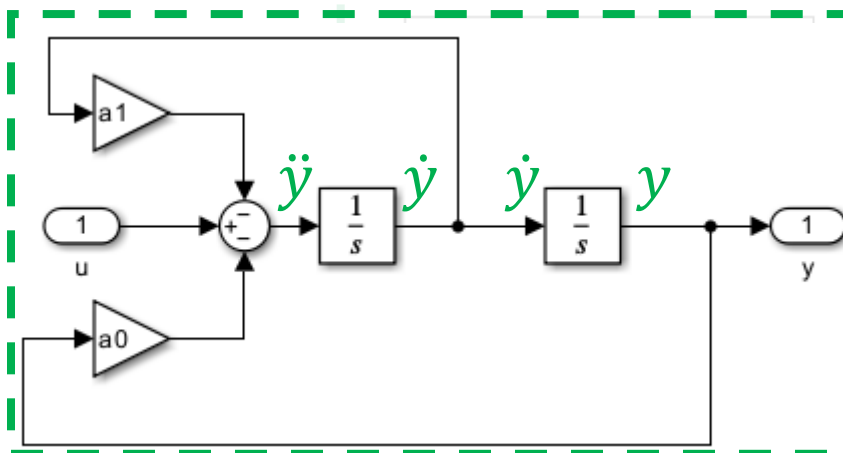 a1
ÿ ẏ ẏ y
1 + − − 1/s 1/s 1
u y
a0